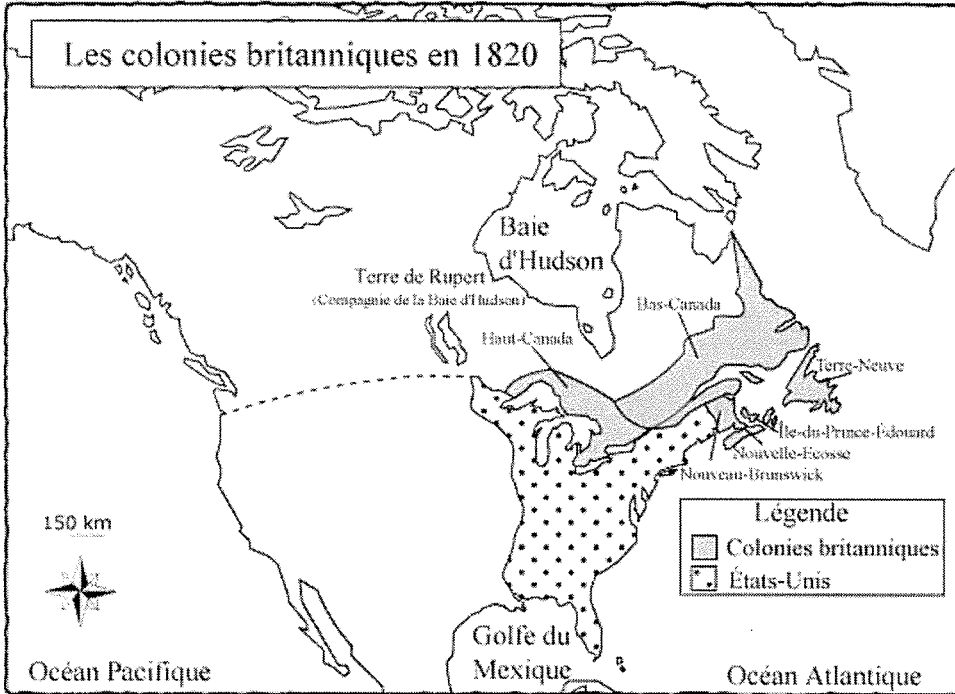 Les colonies britanniques en 1820
Baie
d'Hudson
Terre de Rupert
(Compagnie de la Baie d'Hudson)
Bas-Canada
Haut-Canada
Terre-Neuve
Île-du-Prince-Édouard
Nouvelle-Ecosse
Nouveau-Brunswick
150 km
Légende
Colonies britanniques
États-Unis
Golfe du
Mexique
Océan Pacifique
Océan Atlantique